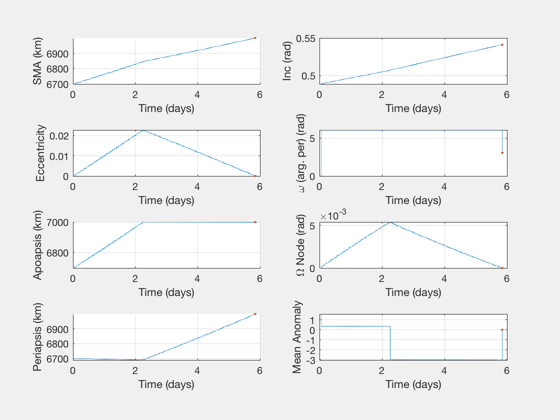 SMA (km)
6900
6800
6700
0 2 4 6
Time (days)
Inc (rad)
0.55
0.5
0 2 4 6
Time (days)
Eccentricity
0.02
0.01
0
0 2 4 6
Time (days)
ω (arg. per) (rad)
5
0
0 2 4 6
Time (days)
Apoapsis (km)
7000
6800
0 2 4 6
Time (days)
Ω Node (rad)
×10⁻³
5
0
0 2 4 6
Time (days)
Periapsis (km)
6900
6800
6700
0 2 4 6
Time (days)
Mean Anomaly
1
0
-1
-2
-3
0 2 4 6
Time (days)